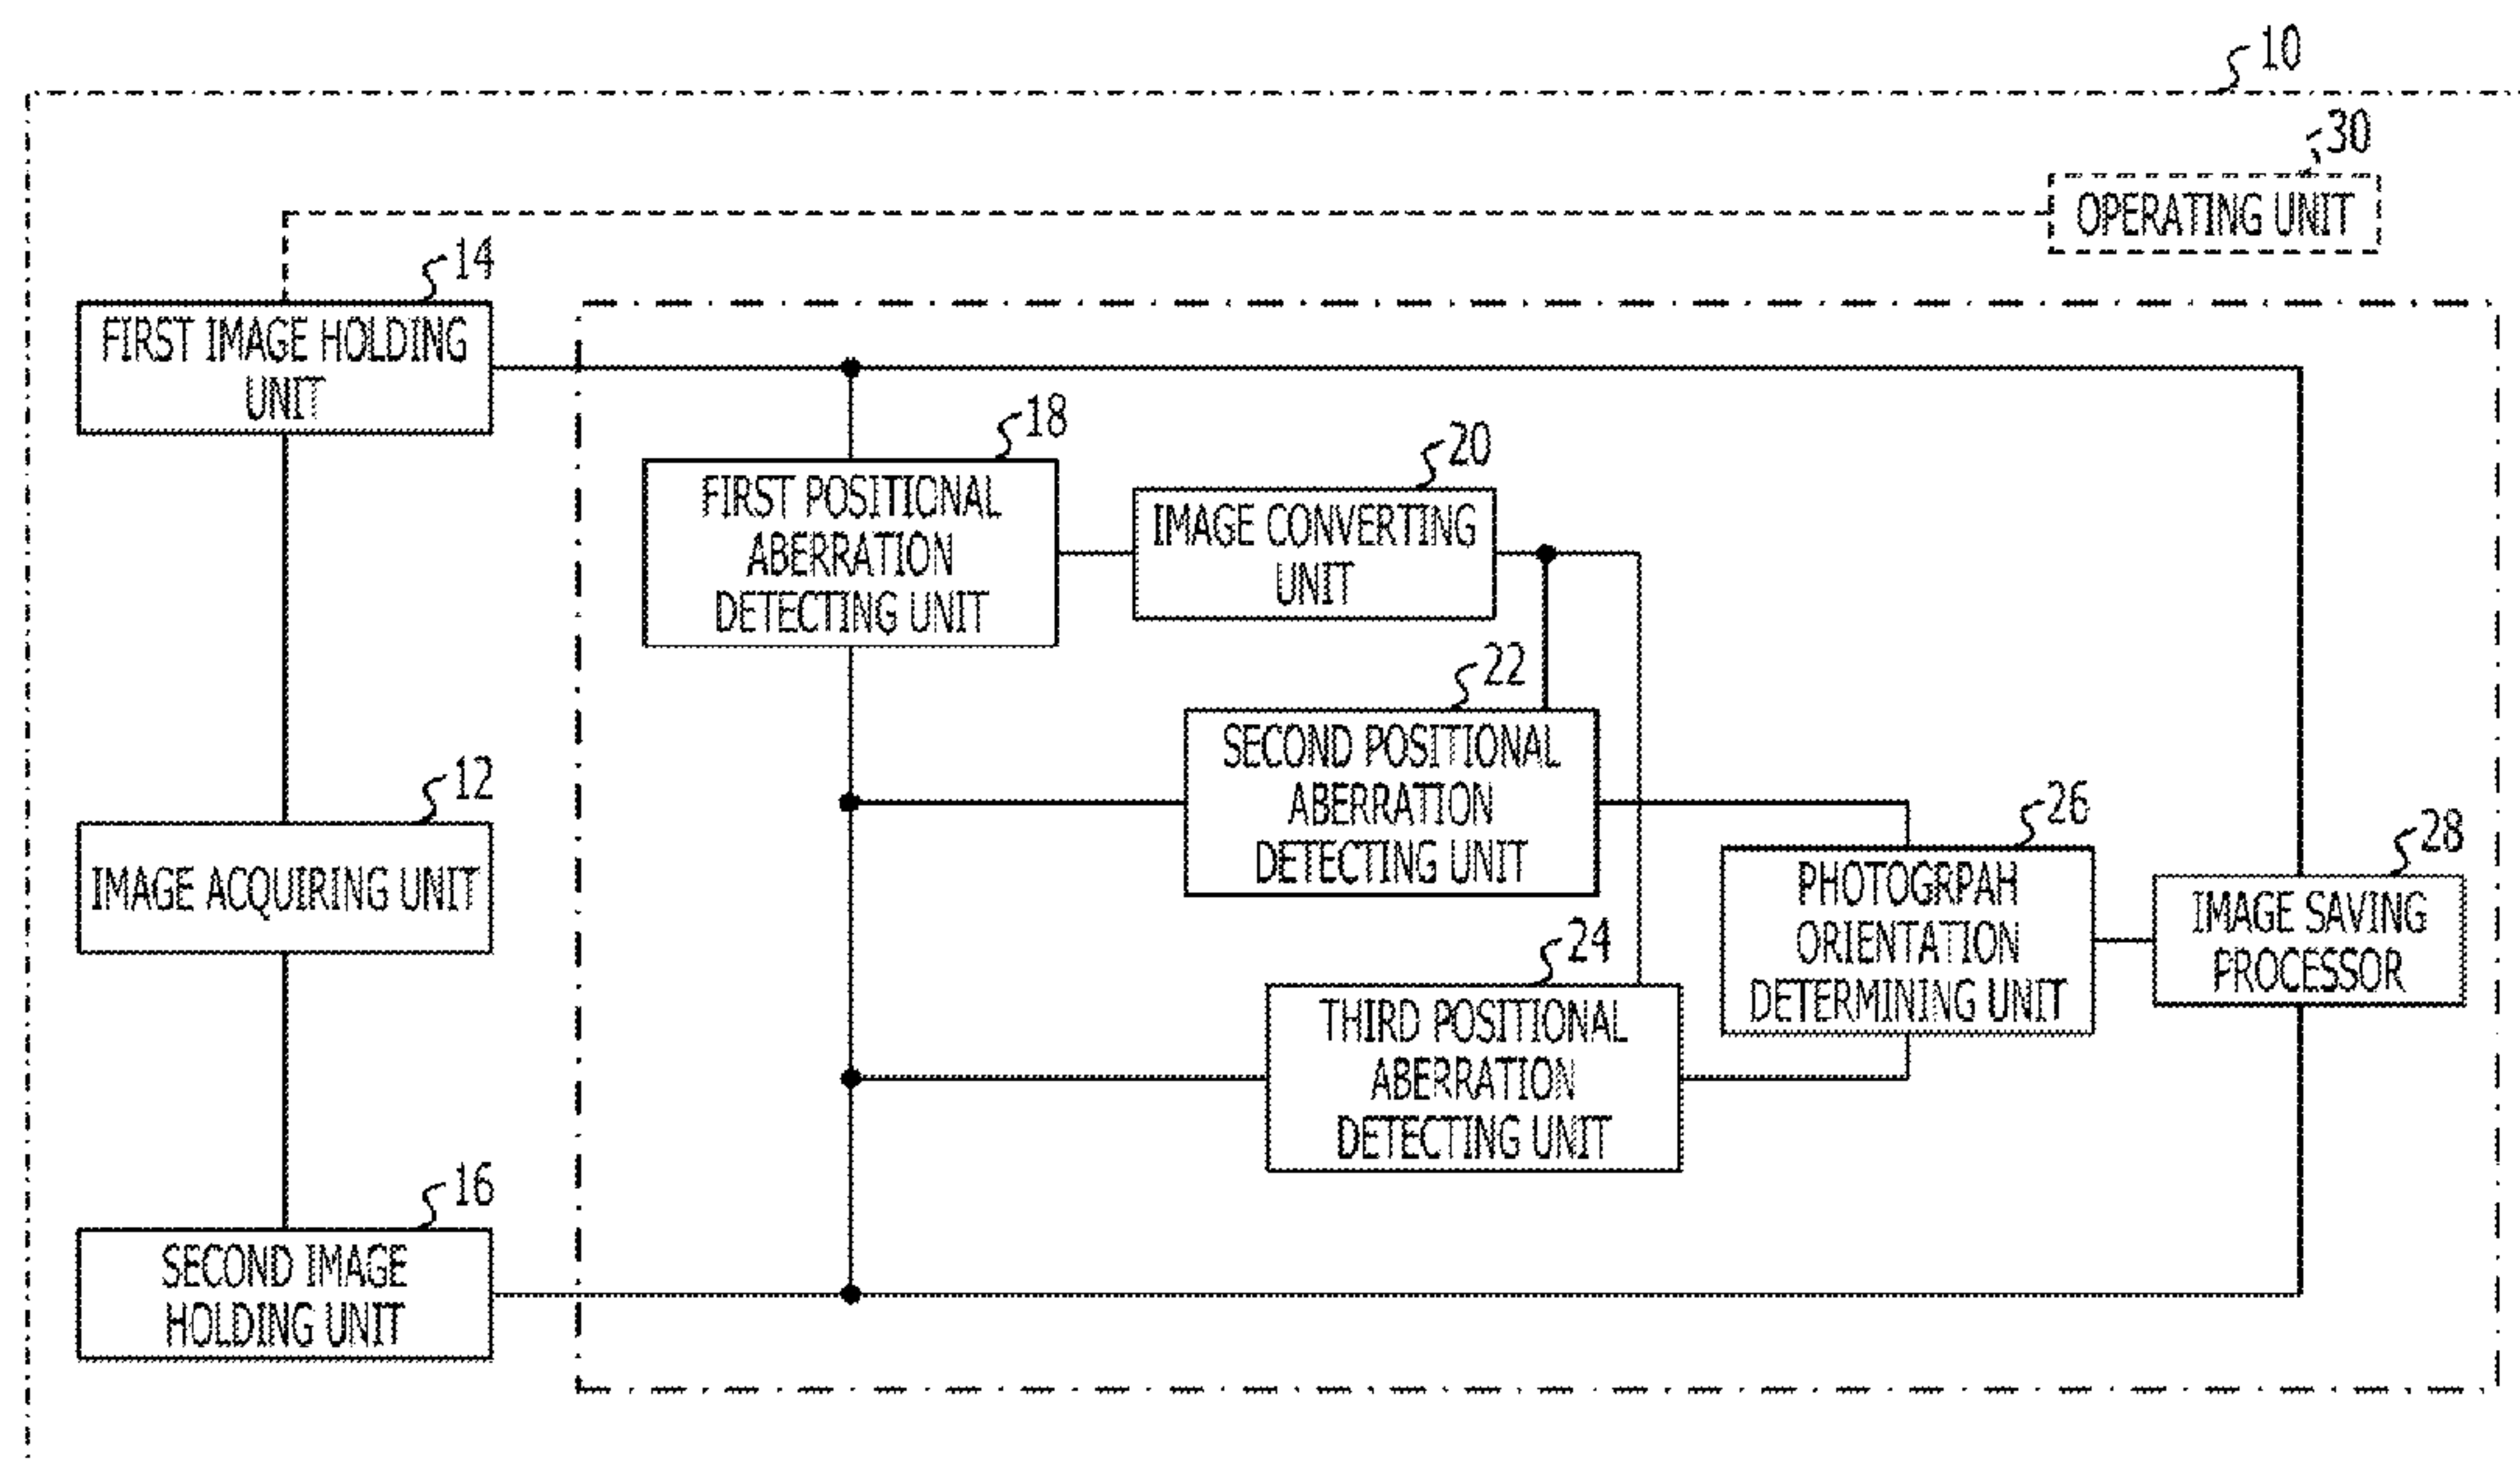 10
30
OPERATING UNIT
14
FIRST IMAGE HOLDING
UNIT
18
FIRST POSITIONAL
ABERRATION
DETECTING UNIT
20
IMAGE CONVERTING
UNIT
22
SECOND POSITIONAL
ABERRATION
DETECTING UNIT
12
IMAGE ACQUIRING UNIT
26
PHOTOGRPAH
ORIENTATION
DETERMINING UNIT
28
IMAGE SAVING
PROCESSOR
24
THIRD POSITIONAL
ABERRATION
DETECTING UNIT
16
SECOND IMAGE
HOLDING UNIT